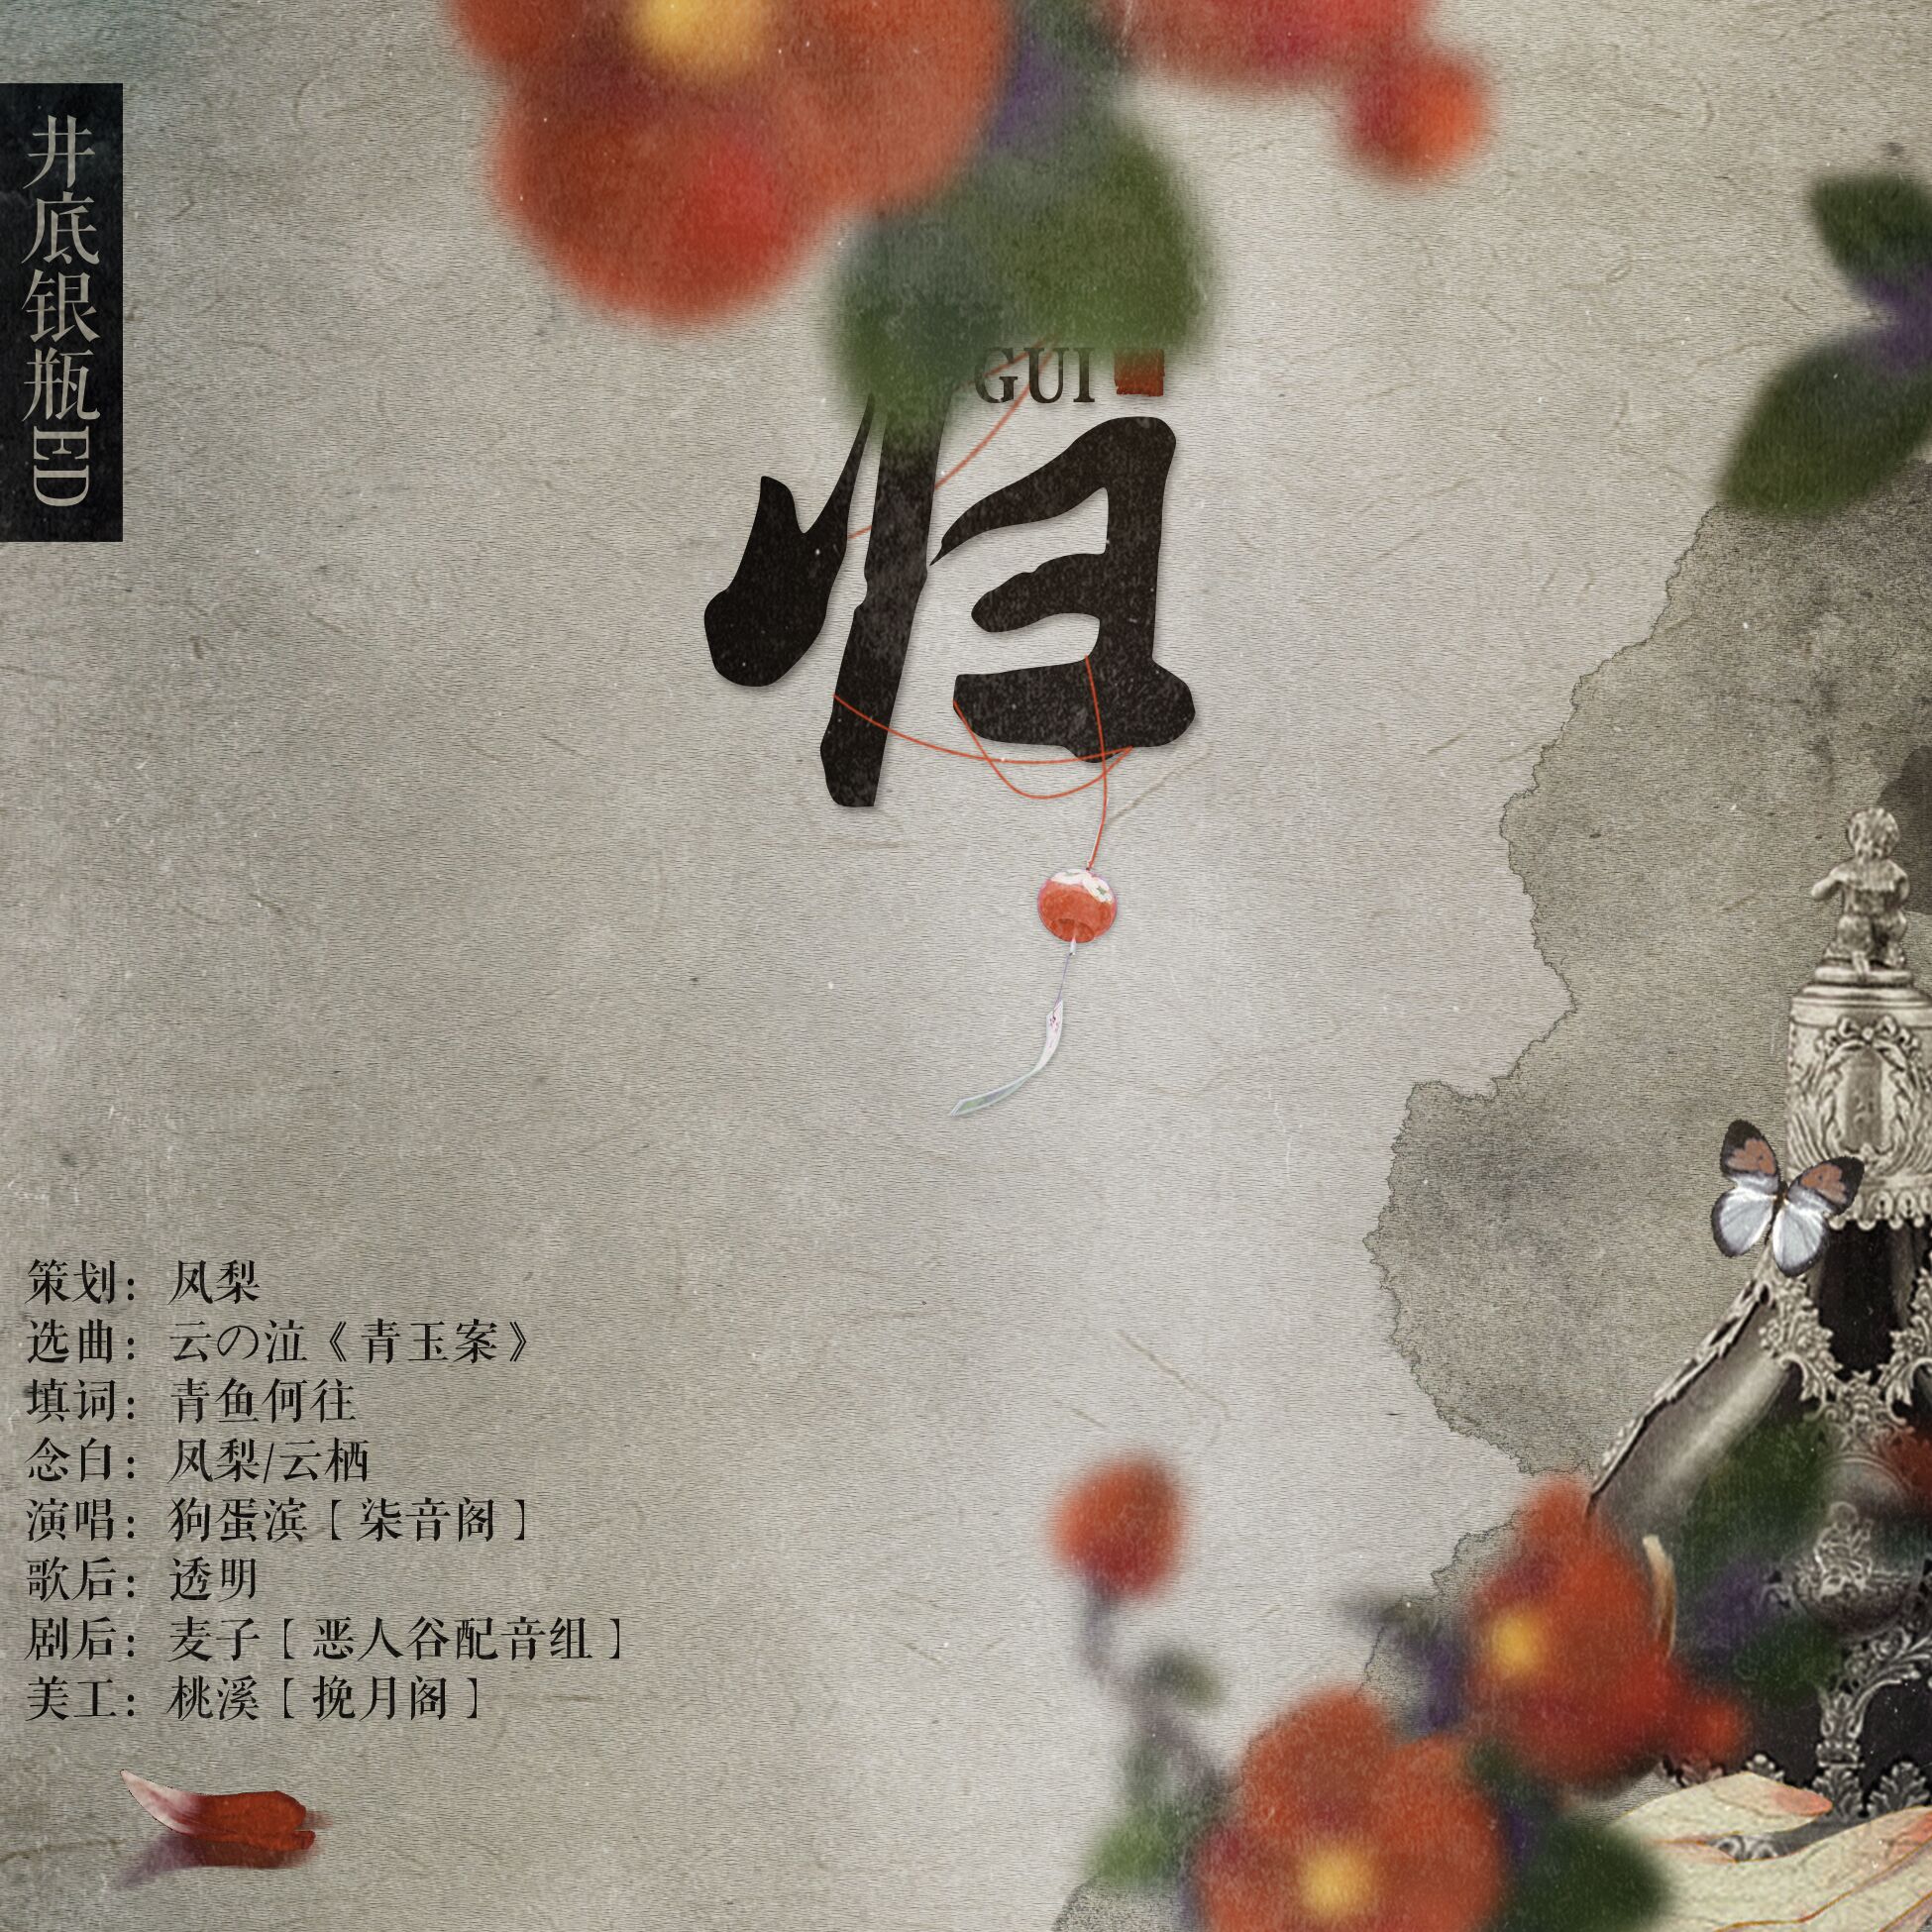 井底银瓶ED
GUI
归
策划：凤梨
选曲：云の泣《青玉案》
填词：青鱼何往
念白：凤梨/云栖
演唱：狗蛋滨【柒音阁】
歌后：透明
剧后：麦子【恶人谷配音组】
美工：桃溪【挽月阁】